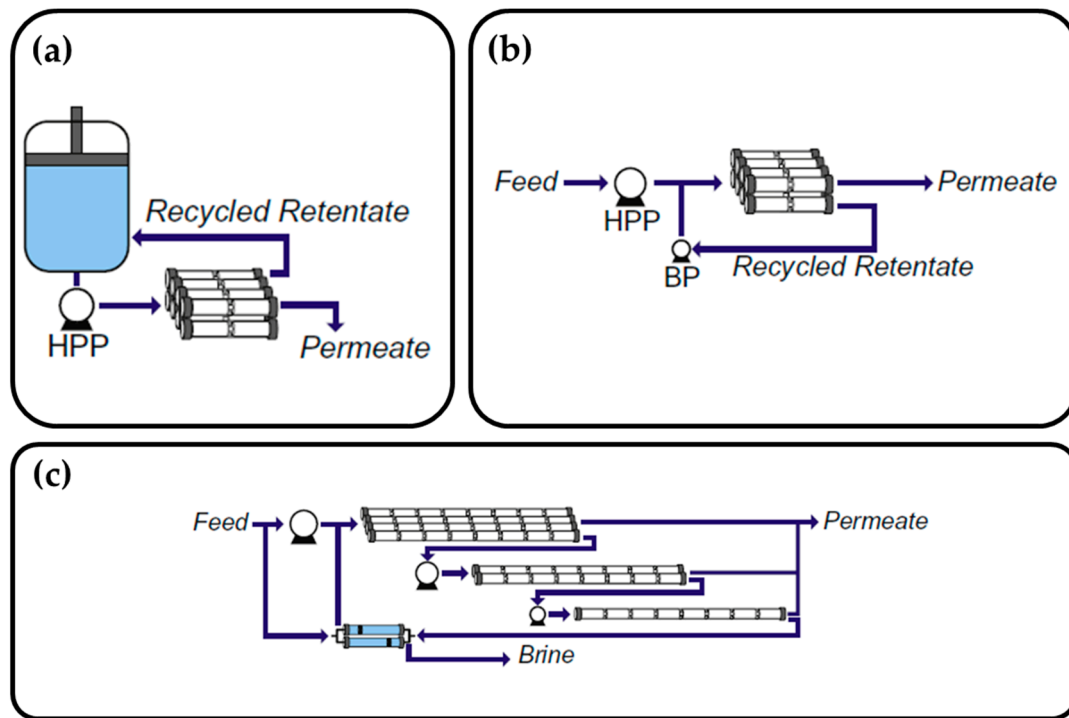 (a)
Recycled Retentate
HPP
Permeate
(b)
Feed
HPP
Permeate
BP
Recycled Retentate
(c)
Feed
Permeate
Brine